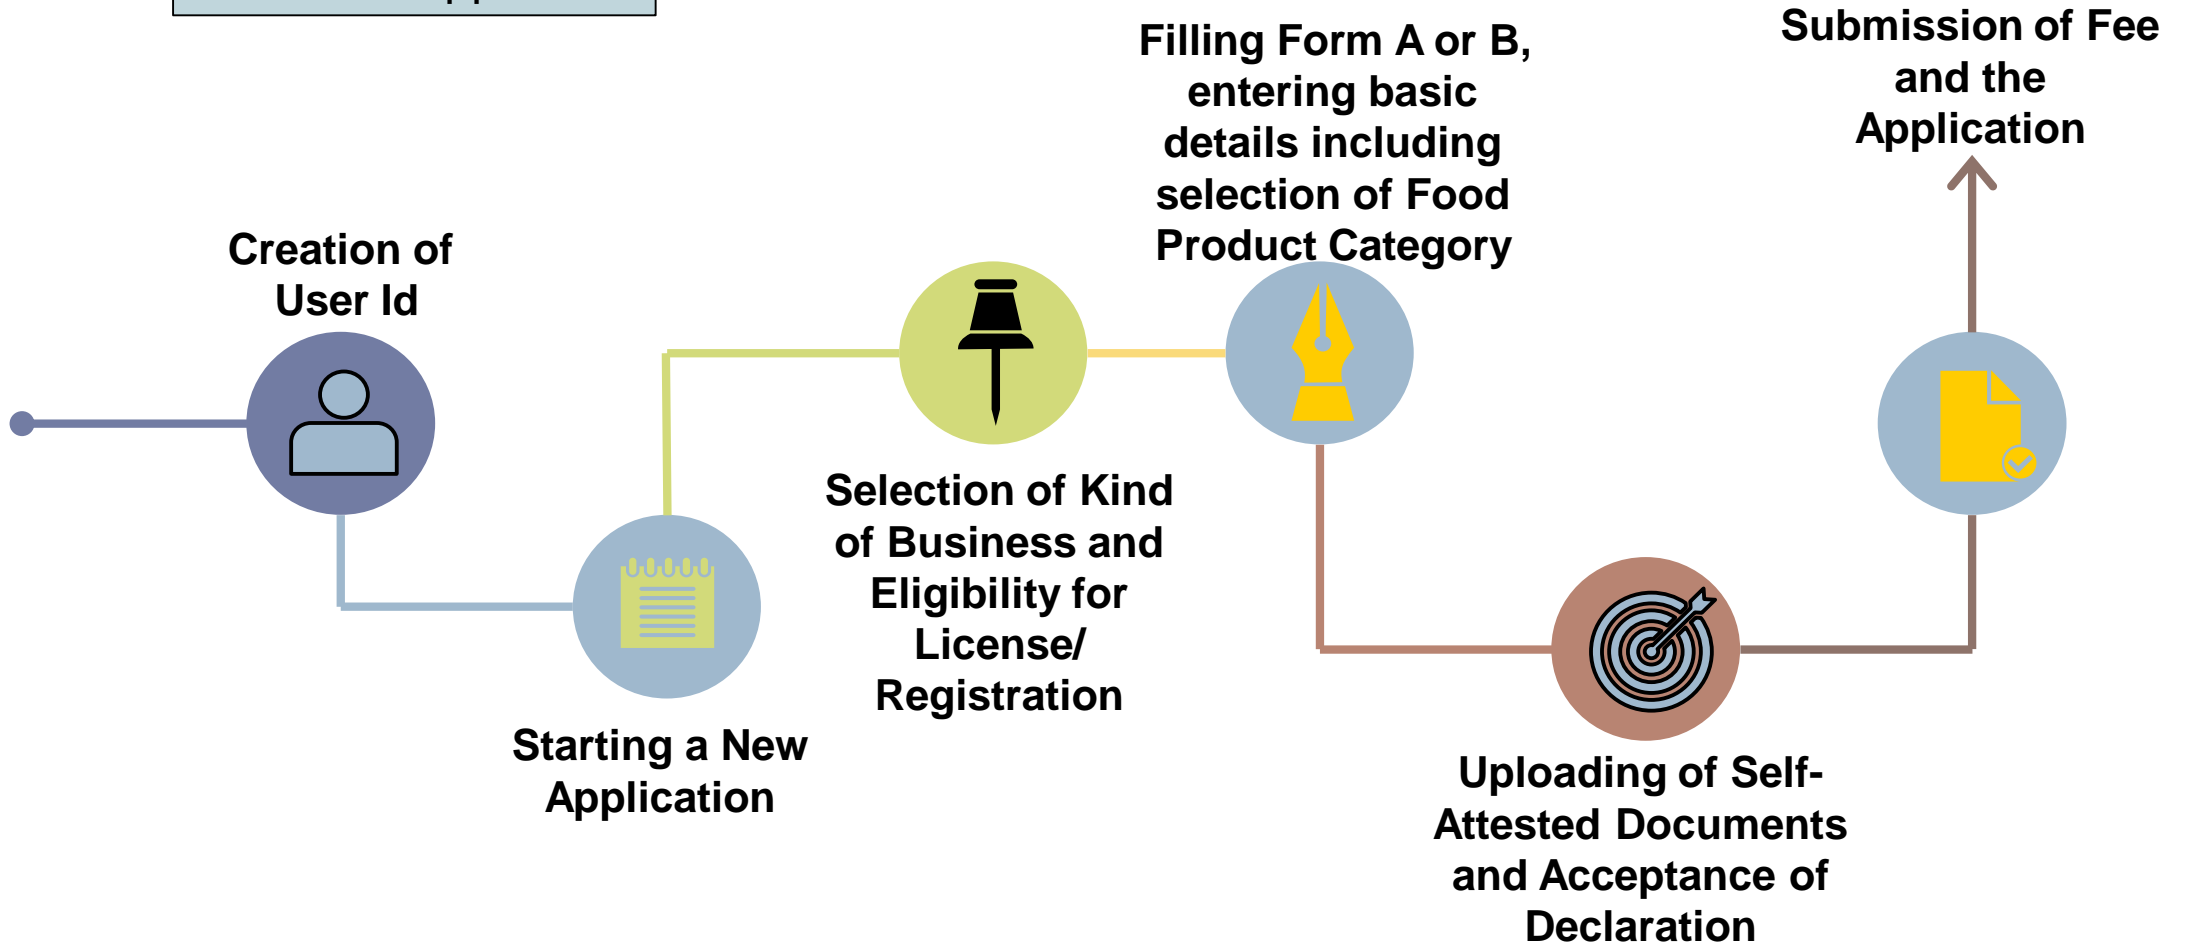 Creation of
User Id
Starting a New
Application
Selection of Kind
of Business and
Eligibility for
License/
Registration
Filling Form A or B,
entering basic
details including
selection of Food
Product Category
Uploading of Self-
Attested Documents
and Acceptance of
Declaration
Submission of Fee
and the
Application